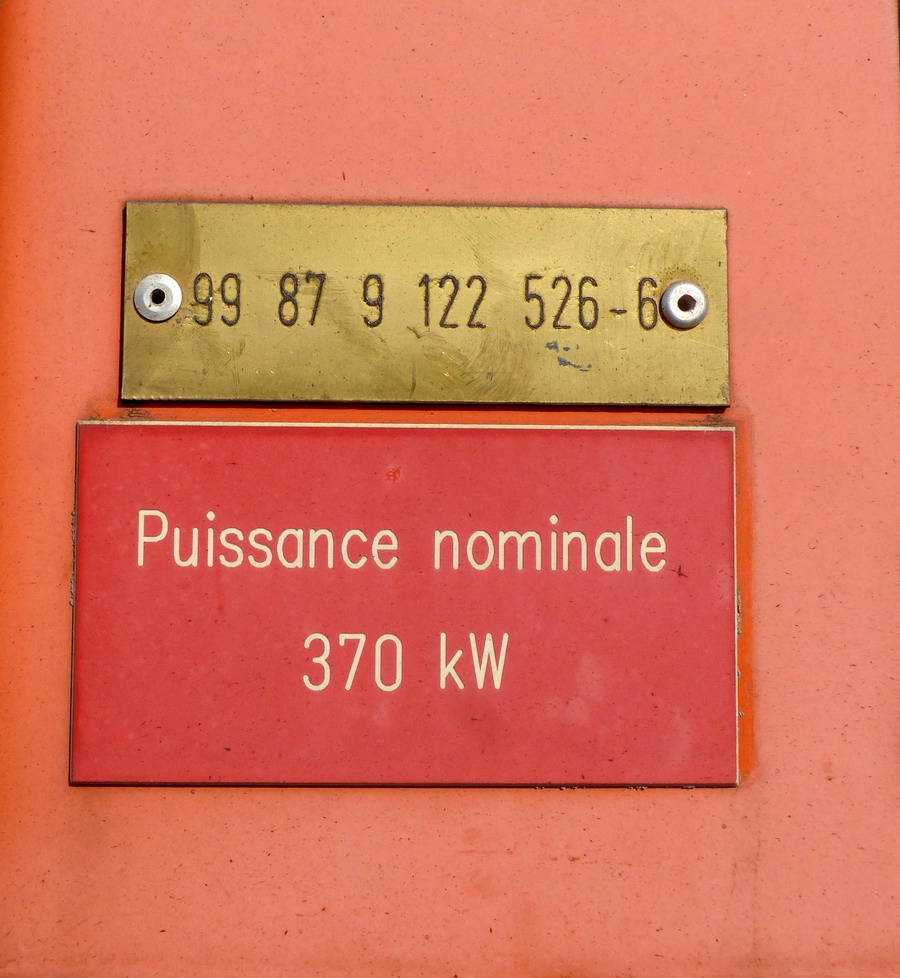 99 87 9 122 526-6
Puissance nominale
370 kW